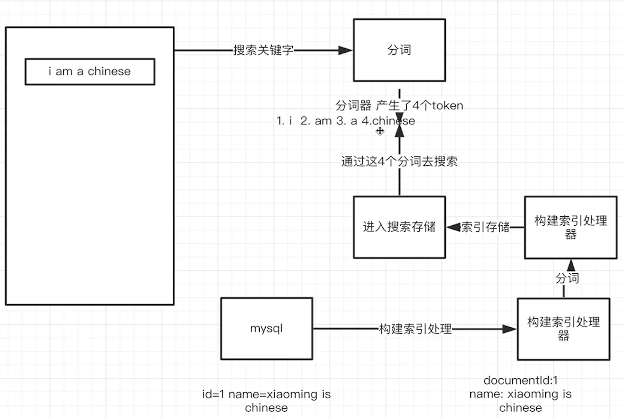 i am a chinese
搜索关键字
分词
分词器 产生了4个token
1. i 2. am 3. a 4.chinese
通过这4个分词去搜索
进入搜索存储
索引存储
构建索引处理
器
分词
mysql
构建索引处理
构建索引处理
器
id=1 name=xiaoming is
chinese
documentId:1
name: xiaoming is
chinese